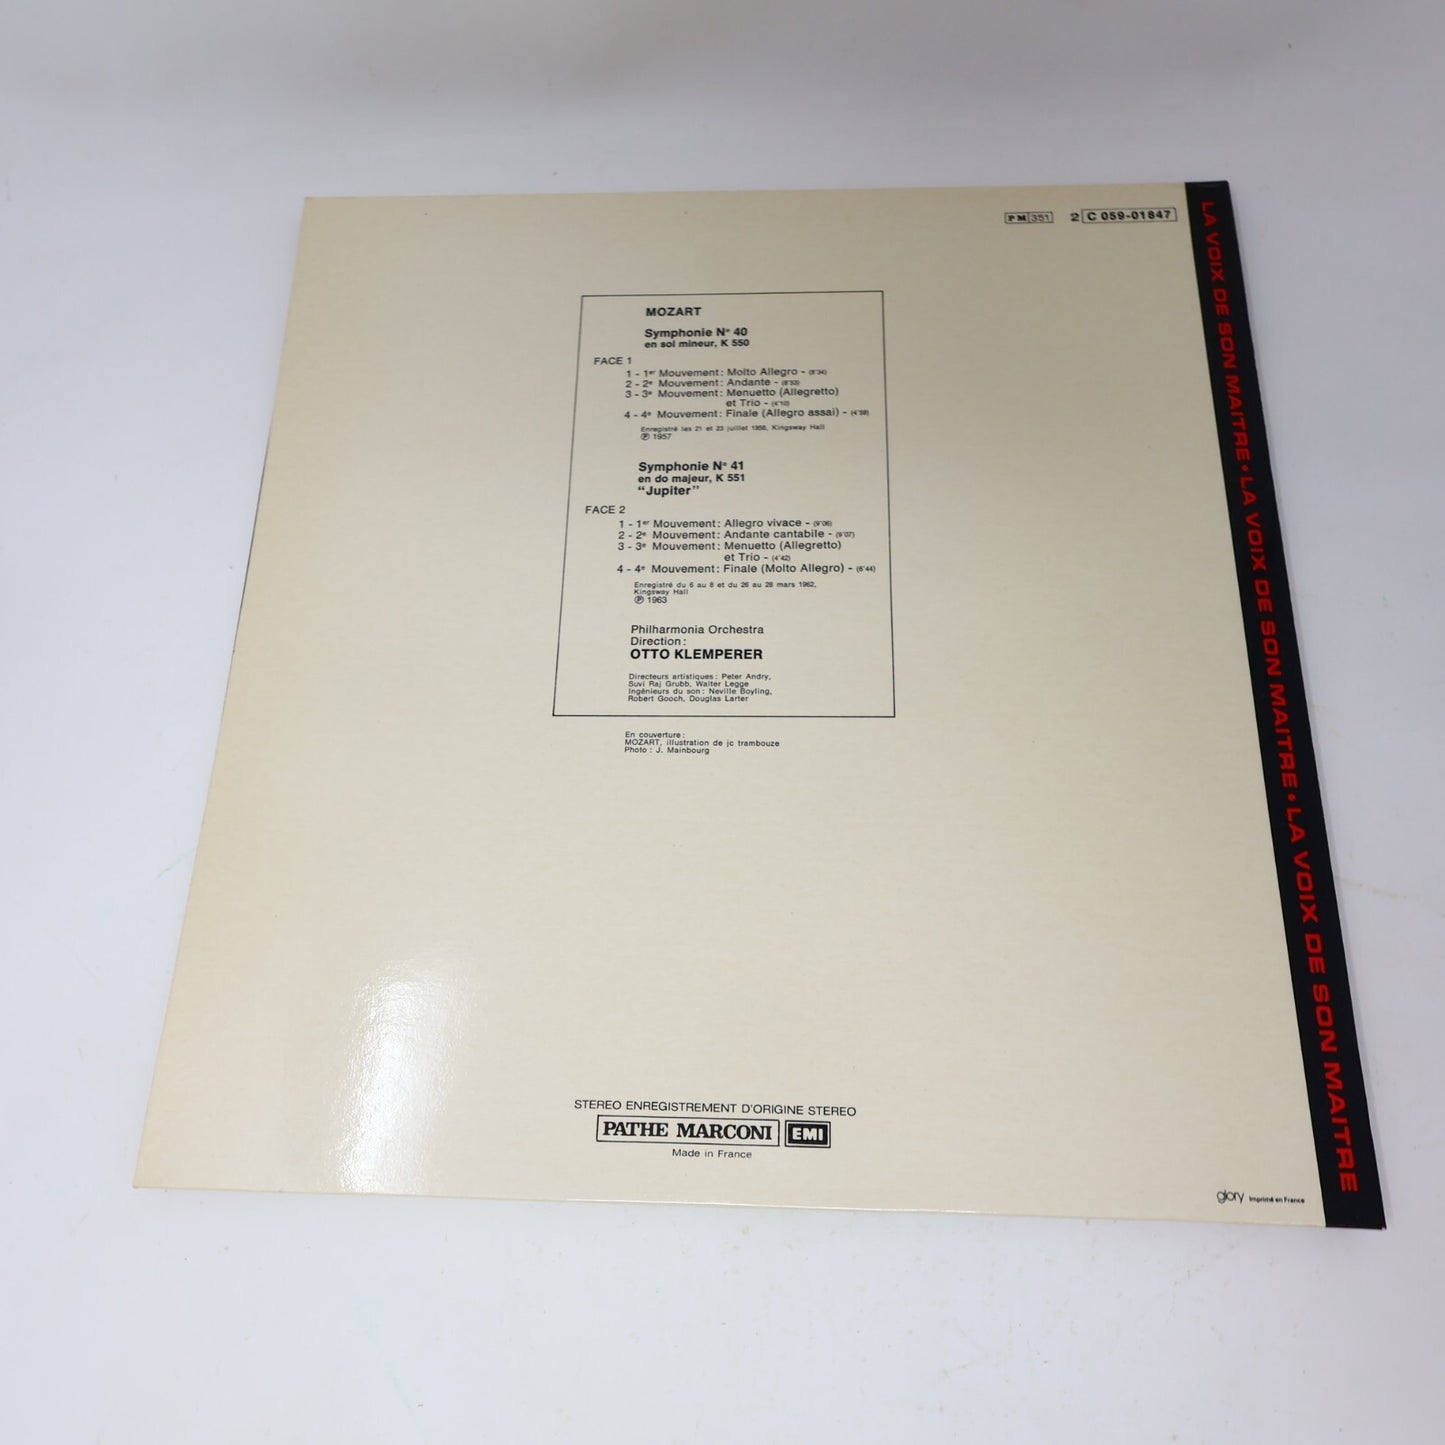 PM 351 2 C 059-01847
MOZART
Symphonie N° 40
en sol mineur, K 550
FACE 1
1 - 1er Mouvement: Molto Allegro - (8'34)
2 - 2e Mouvement: Andante - (8'53)
3 - 3e Mouvement: Menuetto (Allegretto)
et Trio - (4'10)
4 - 4e Mouvement: Finale (Allegro assai) - (4'59)
Enregistré les 21 et 23 juillet 1956, Kingsway Hall
℗ 1957
Symphonie N° 41
en do majeur, K 551
"Jupiter"
FACE 2
1 - 1er Mouvement: Allegro vivace - (9'06)
2 - 2e Mouvement: Andante cantabile - (9'07)
3 - 3e Mouvement: Menuetto (Allegretto)
et Trio - (4'42)
4 - 4e Mouvement: Finale (Molto Allegro) - (6'44)
Enregistré du 6 au 8 et du 26 au 28 mars 1962,
Kingsway Hall
℗ 1963
Philharmonia Orchestra
Direction:
OTTO KLEMPERER
Directeurs artistiques: Peter Andry,
Suvi Raj Grubb, Walter Legge
Ingénieurs du son: Neville Boyling,
Robert Gooch, Douglas Larter
En couverture:
MOZART, illustration de jc trambouze
Photo: J. Mainbourg
STEREO ENREGISTREMENT D'ORIGINE STEREO
PATHE MARCONI EMI
Made in France
glory Imprimé en France
LA VOIX DE SON MAITRE • LA VOIX DE SON MAITRE • LA VOIX DE SON MAITRE